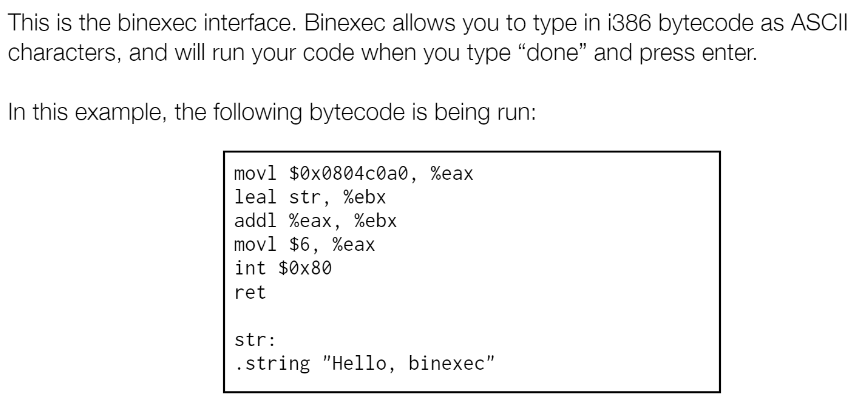 This is the binexec interface. Binexec allows you to type in i386 bytecode as ASCII
characters, and will run your code when you type “done” and press enter.
In this example, the following bytecode is being run:
movl $0x0804c0a0, %eax
leal str, %ebx
addl %eax, %ebx
movl $6, %eax
int $0x80
ret
str:
.string "Hello, binexec"